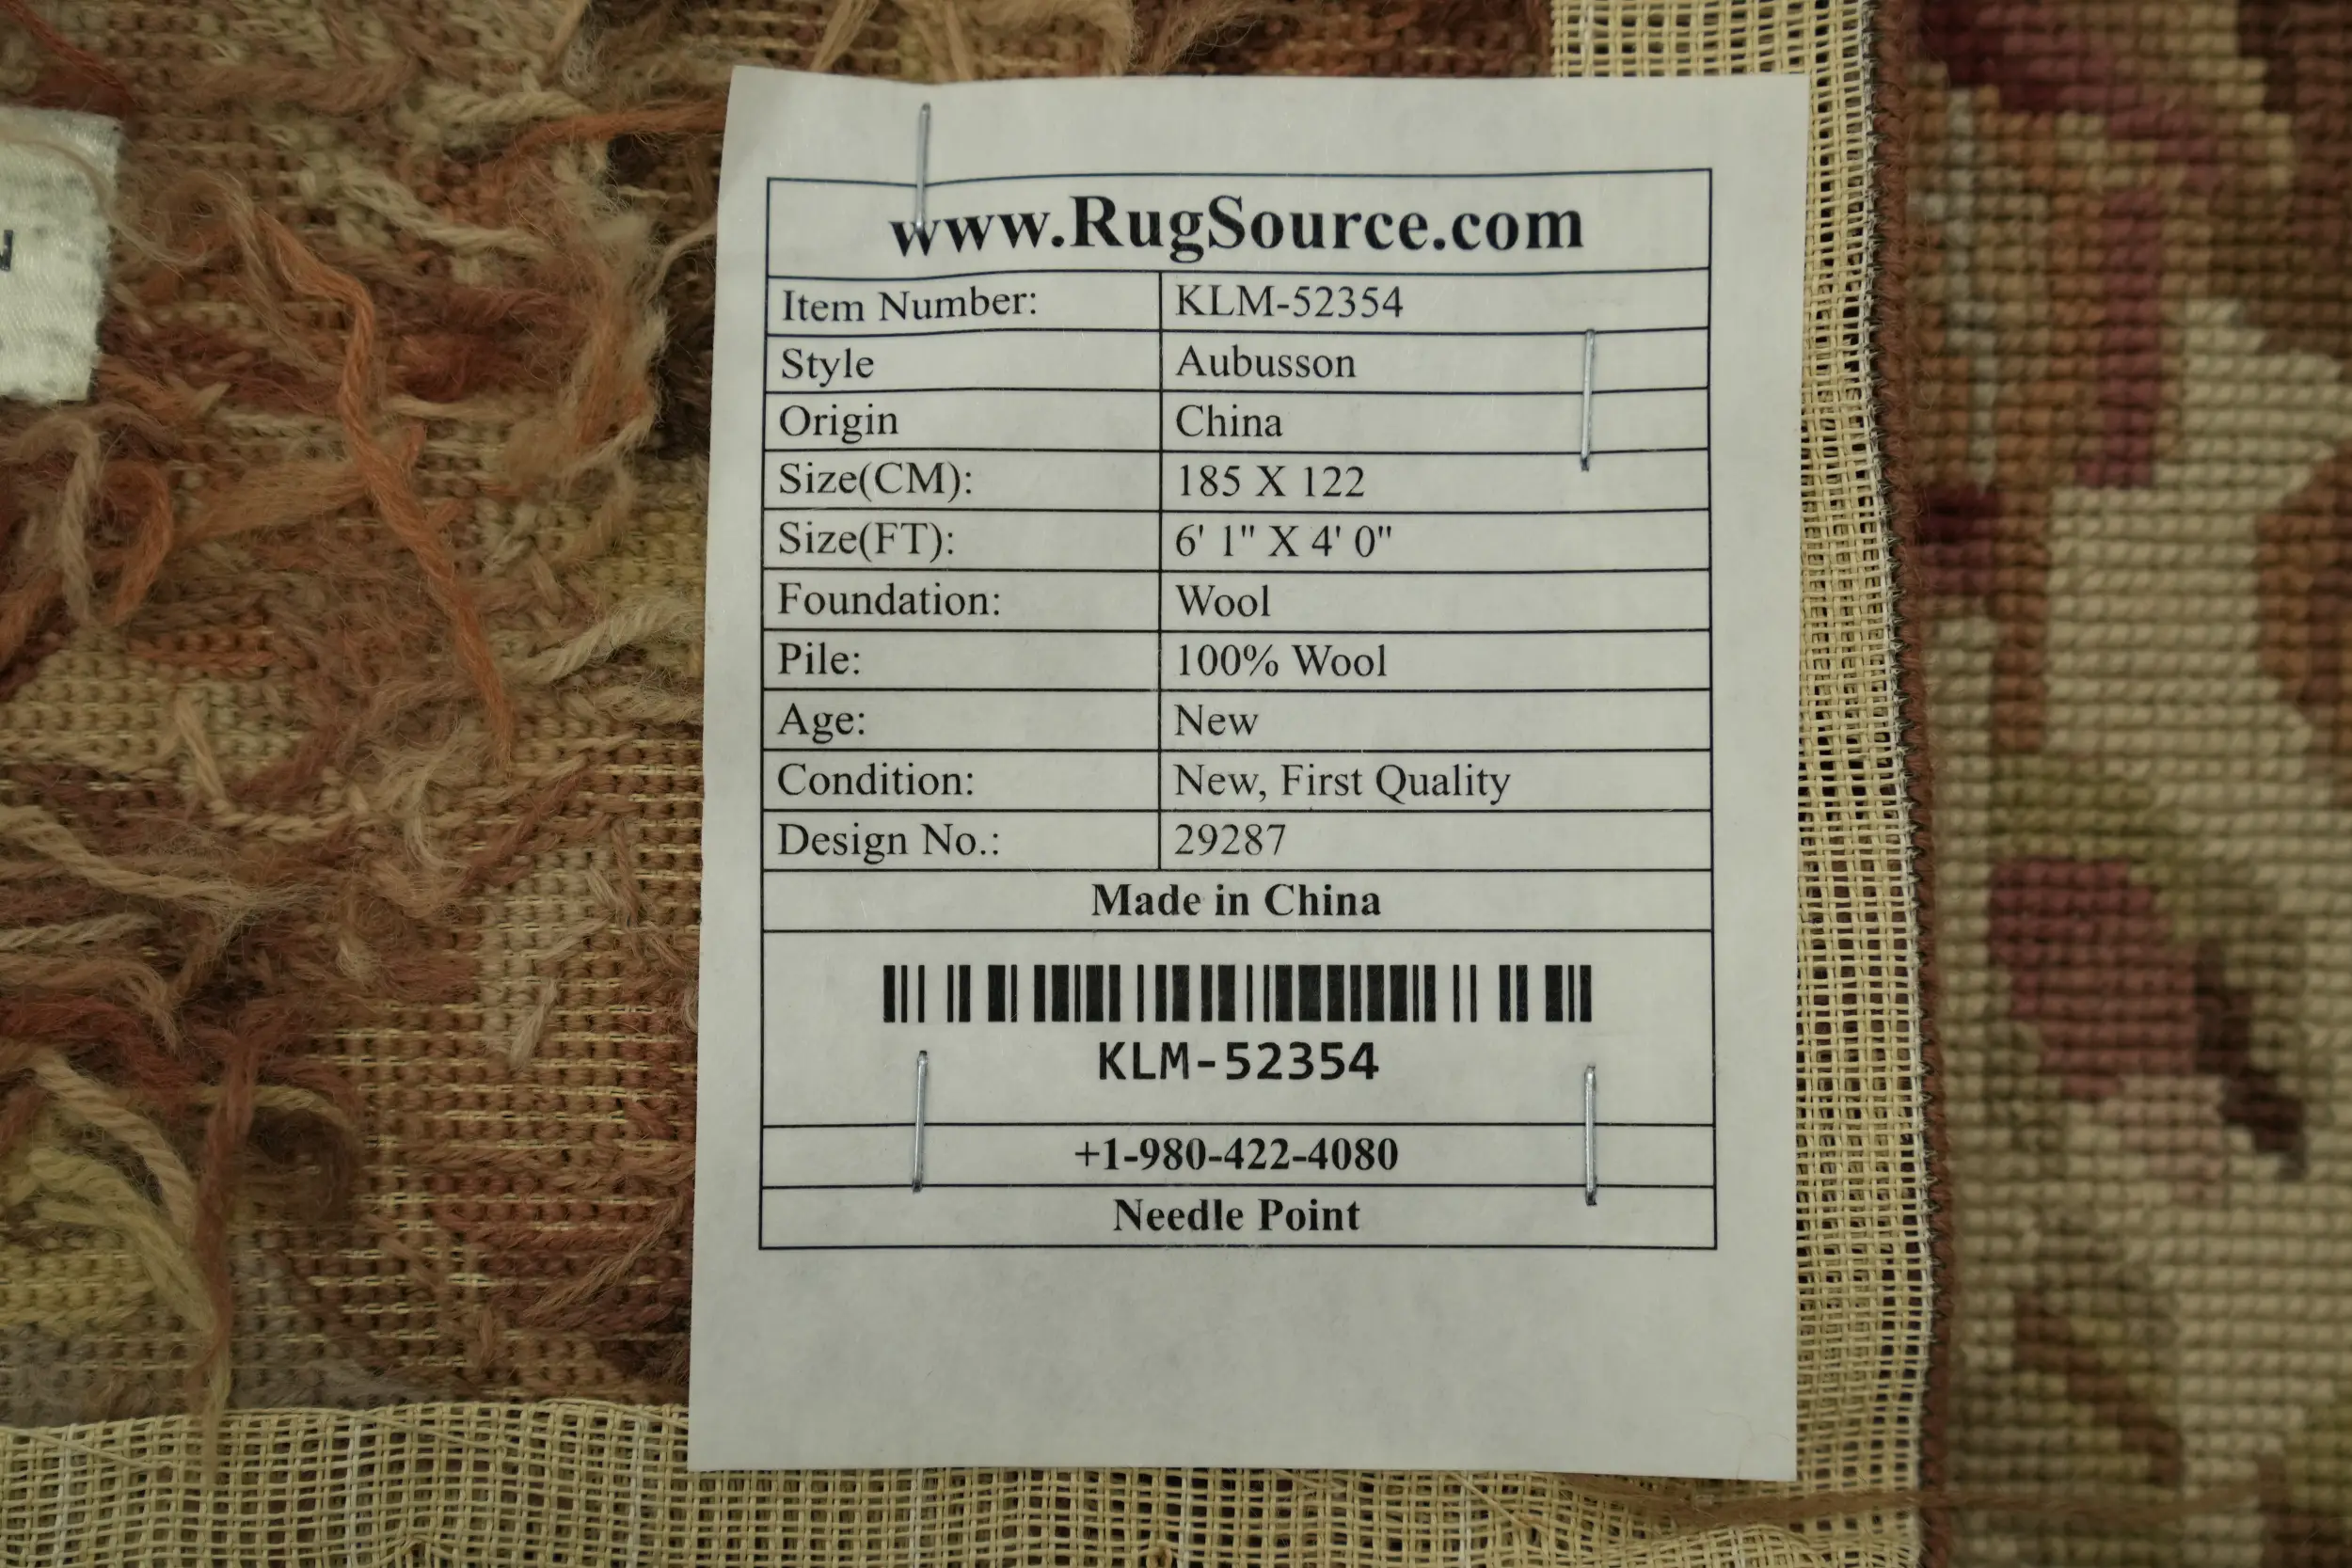 www.RugSource.com
Item Number: KLM-52354
Style Aubusson
Origin China
Size(CM): 185 X 122
Size(FT): 6' 1" X 4' 0"
Foundation: Wool
Pile: 100% Wool
Age: New
Condition: New, First Quality
Design No.: 29287
Made in China
KLM-52354
+1-980-422-4080
Needle Point